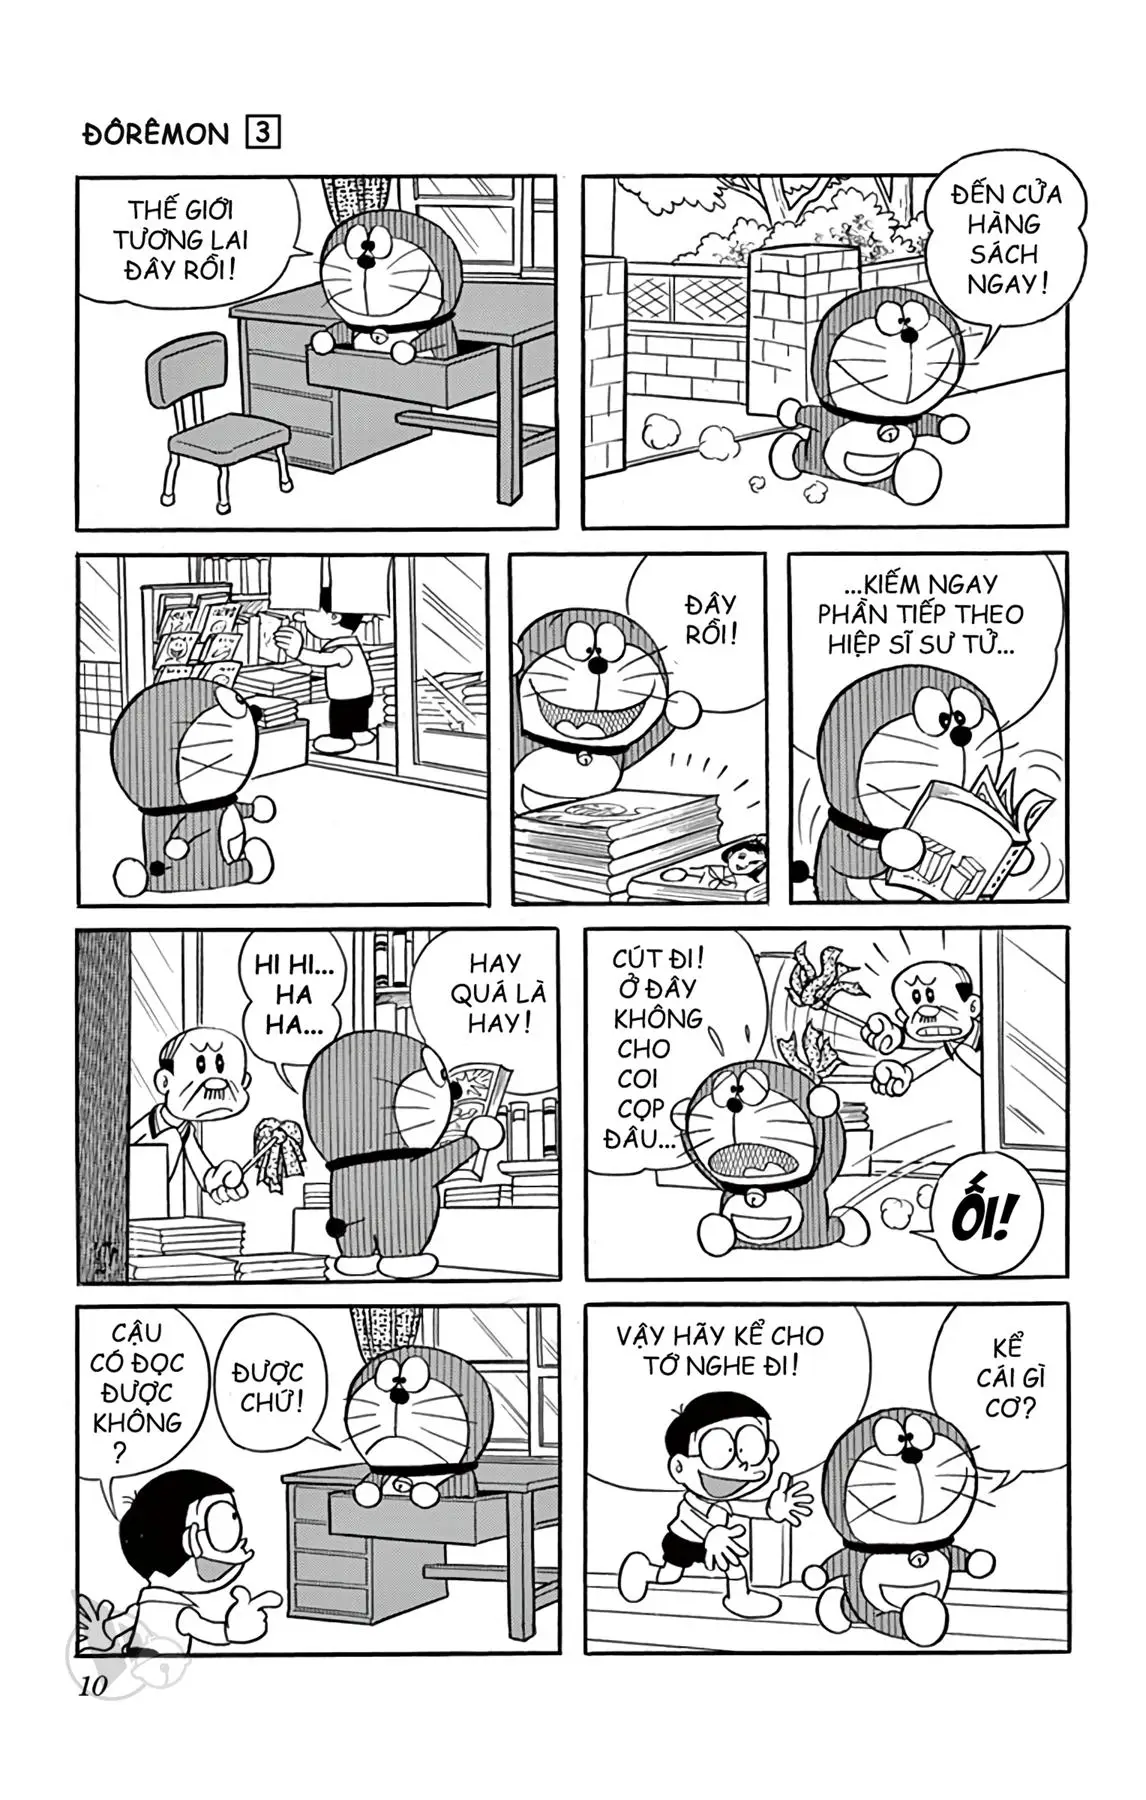 ĐÔRÊMON 3
THẾ GIỚI
TƯƠNG LAI
ĐÂY RỒI!
ĐẾN CỬA
HÀNG
SÁCH
NGAY!
ĐÂY
RỒI!
...KIẾM NGAY
PHẦN TIẾP THEO
HIỆP SĨ SƯ TỬ...
HI HI...
HA
HA...
HAY
QUÁ LÀ
HAY!
CÚT ĐI!
Ở ĐÂY
KHÔNG
CHO
COI
CỌP
ĐÂU...
ỐI!
CẬU
CÓ ĐỌC
ĐƯỢC
KHÔNG
?
ĐƯỢC
CHỨ!
VẬY HÃY KỂ CHO
TỚ NGHE ĐI!
KỂ
CÁI GÌ
CƠ?
10